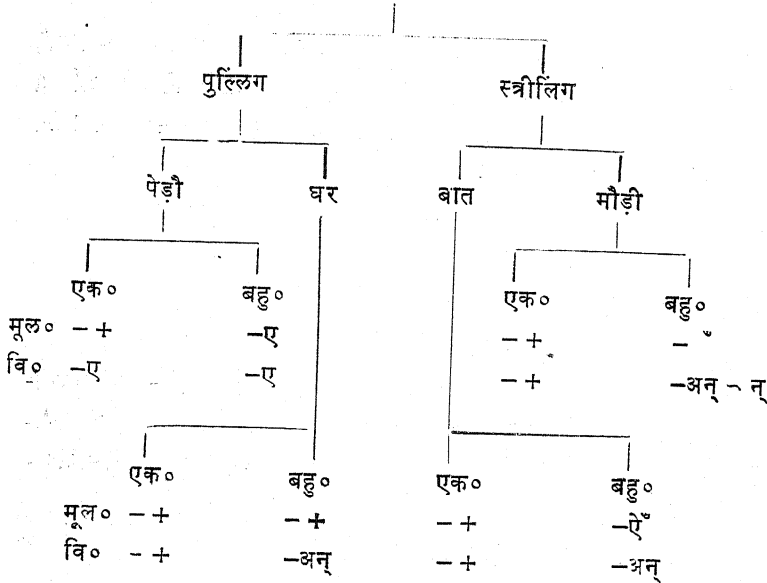 पुल्लिंग स्त्रीलिंग
पेड़ौ घर बात मौड़ी
एक० बहु० एक० बहु०
मूल० -+ -ए -+ - ँ
वि० -ए -ए -+ -अन् ~ न्
एक० बहु० एक० बहु०
मूल० -+ -+ -+ -ऐँ
वि० -+ -अन् -+ -अन्